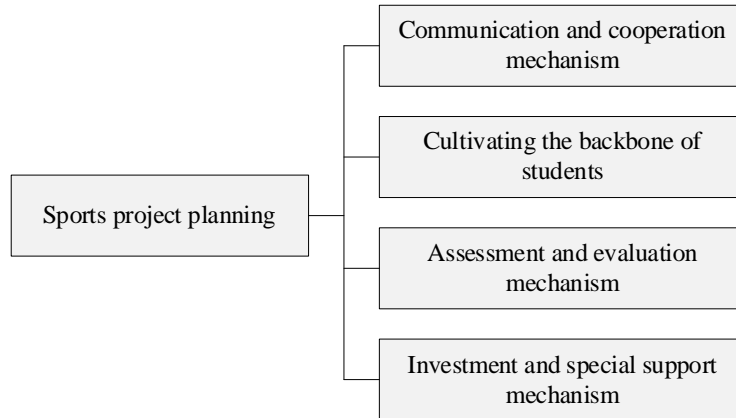 Communication and cooperation
mechanism
Cultivating the backbone of
students
Sports project planning
Assessment and evaluation
mechanism
Investment and special support
mechanism